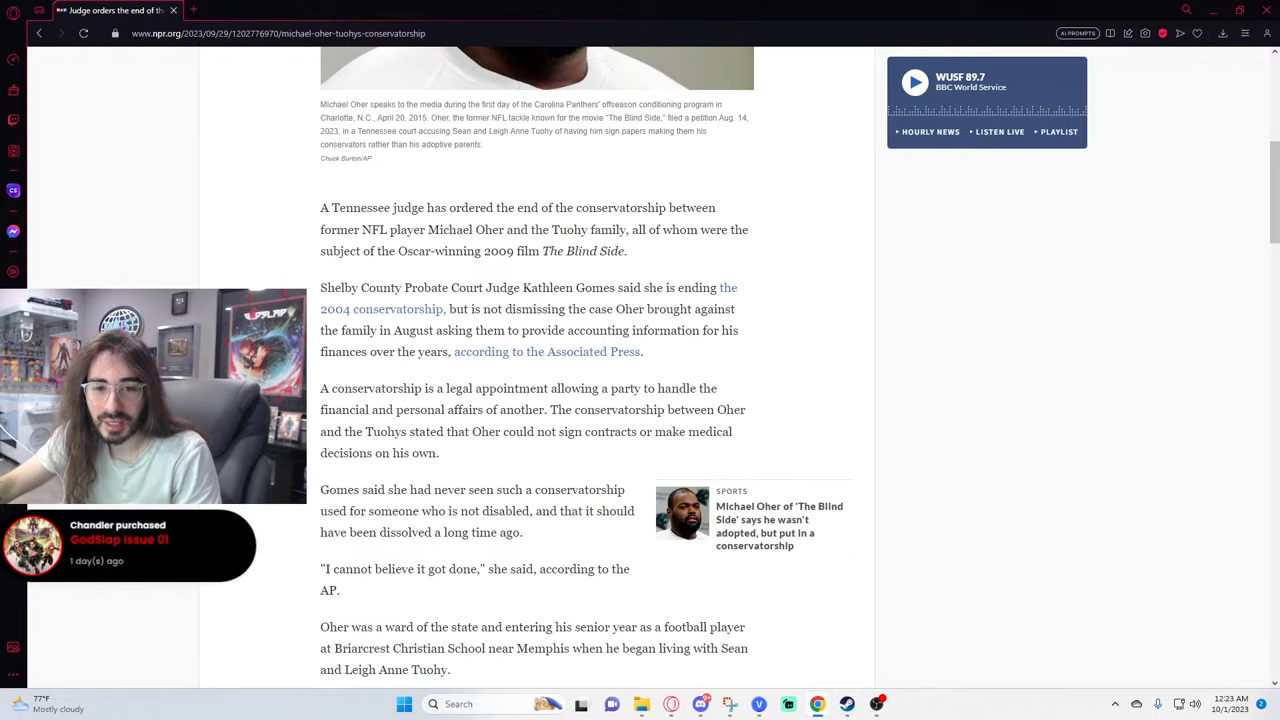 Judge orders the end of th
www.npr.org/2023/09/29/1202776970/michael-oher-tuohys-conservatorship
AI PROMPTS
Michael Oher speaks to the media during the first day of the Carolina Panthers' offseason conditioning program in
Charlotte, N.C., April 20, 2015. Oher, the former NFL tackle known for the movie "The Blind Side," filed a petition Aug. 14,
2023, in a Tennessee court accusing Sean and Leigh Anne Tuohy of having him sign papers making them his
conservators rather than his adoptive parents.
Chuck Burton/AP
WUSF 89.7
BBC World Service
HOURLY NEWS
LISTEN LIVE
PLAYLIST
A Tennessee judge has ordered the end of the conservatorship between
former NFL player Michael Oher and the Tuohy family, all of whom were the
subject of the Oscar-winning 2009 film The Blind Side.
Shelby County Probate Court Judge Kathleen Gomes said she is ending the
2004 conservatorship, but is not dismissing the case Oher brought against
the family in August asking them to provide accounting information for his
finances over the years, according to the Associated Press.
A conservatorship is a legal appointment allowing a party to handle the
financial and personal affairs of another. The conservatorship between Oher
and the Tuohys stated that Oher could not sign contracts or make medical
decisions on his own.
Gomes said she had never seen such a conservatorship
used for someone who is not disabled, and that it should
have been dissolved a long time ago.
"I cannot believe it got done," she said, according to the
AP.
SPORTS
Michael Oher of 'The Blind
Side' says he wasn't
adopted, but put in a
conservatorship
Oher was a ward of the state and entering his senior year as a football player
at Briarcrest Christian School near Memphis when he began living with Sean
and Leigh Anne Tuohy.
GODSLAP
Chandler purchased
GodSlap Issue 01
1 day(s) ago
77°F
Mostly cloudy
Search
12:23 AM
10/1/2023
2